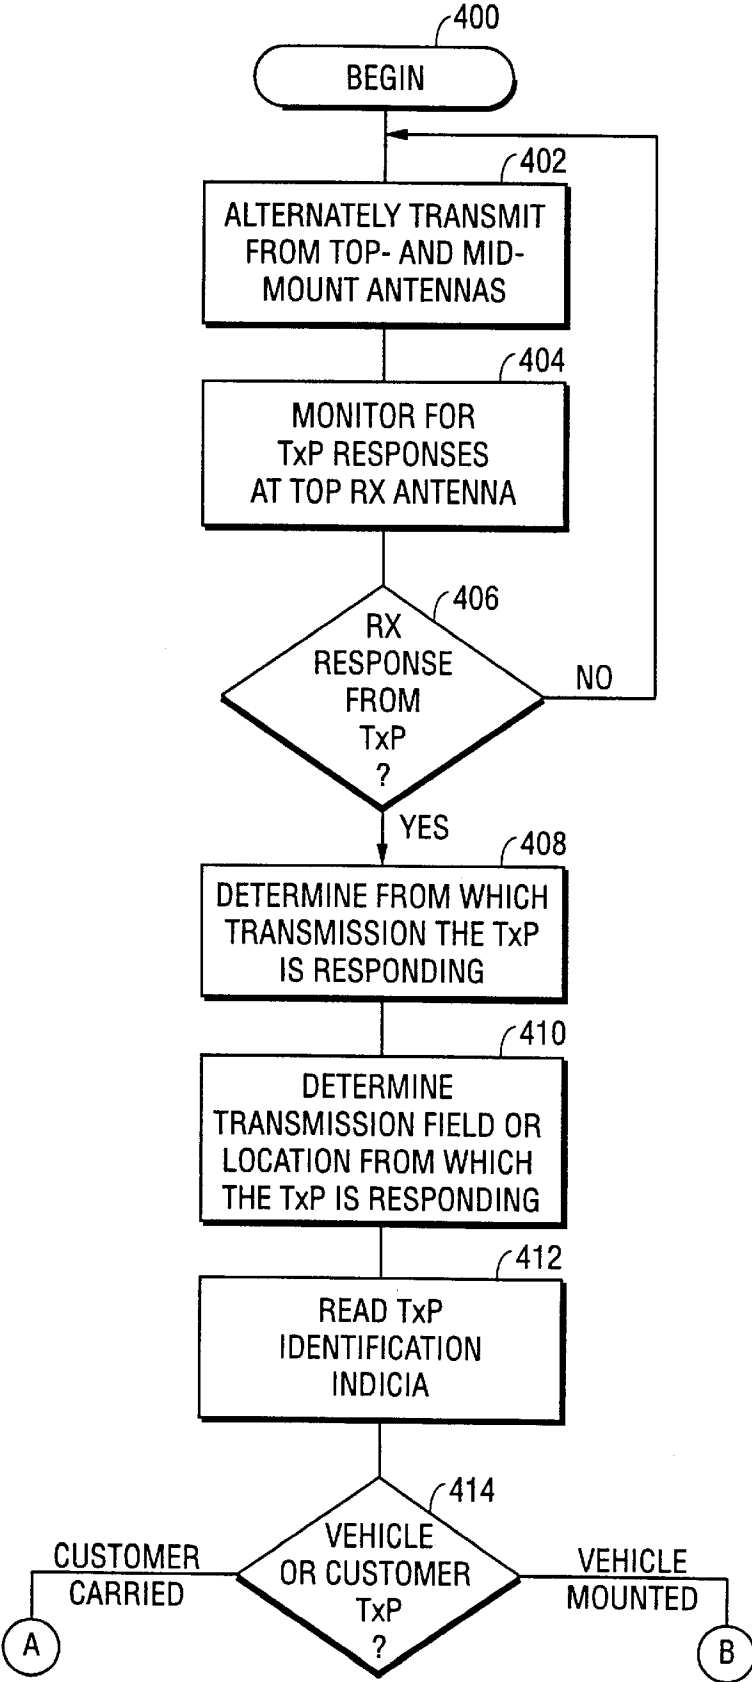 400
BEGIN
402
ALTERNATELY TRANSMIT
FROM TOP- AND MID-
MOUNT ANTENNAS
404
MONITOR FOR
TxP RESPONSES
AT TOP RX ANTENNA
406
RX
RESPONSE
FROM
TxP
?
NO
YES
408
DETERMINE FROM WHICH
TRANSMISSION THE TxP
IS RESPONDING
410
DETERMINE
TRANSMISSION FIELD OR
LOCATION FROM WHICH
THE TxP IS RESPONDING
412
READ TxP
IDENTIFICATION
INDICIA
414
VEHICLE
OR CUSTOMER
TxP
?
CUSTOMER
CARRIED
VEHICLE
MOUNTED
A
B